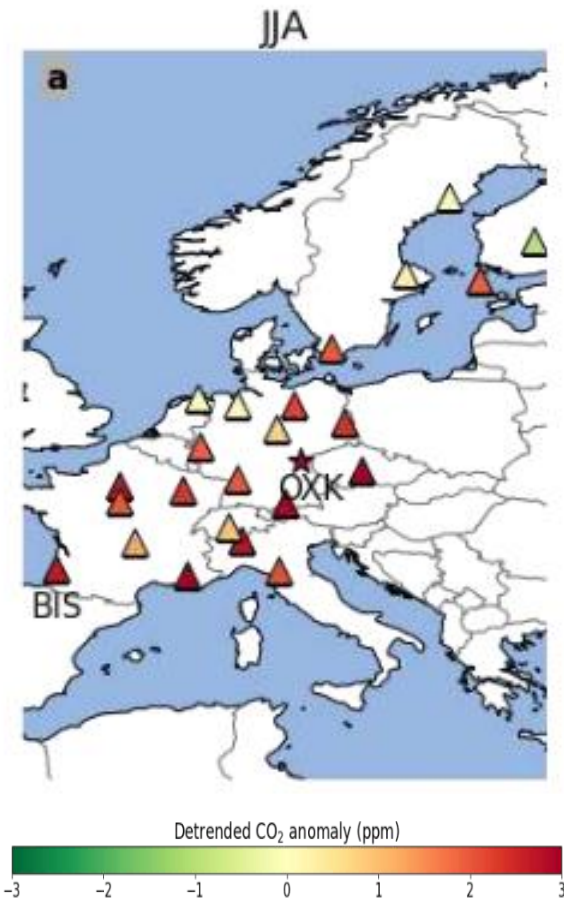 JJA
a
OXK
BIS
Detrended CO₂ anomaly (ppm)
−3 −2 −1 0 1 2 3